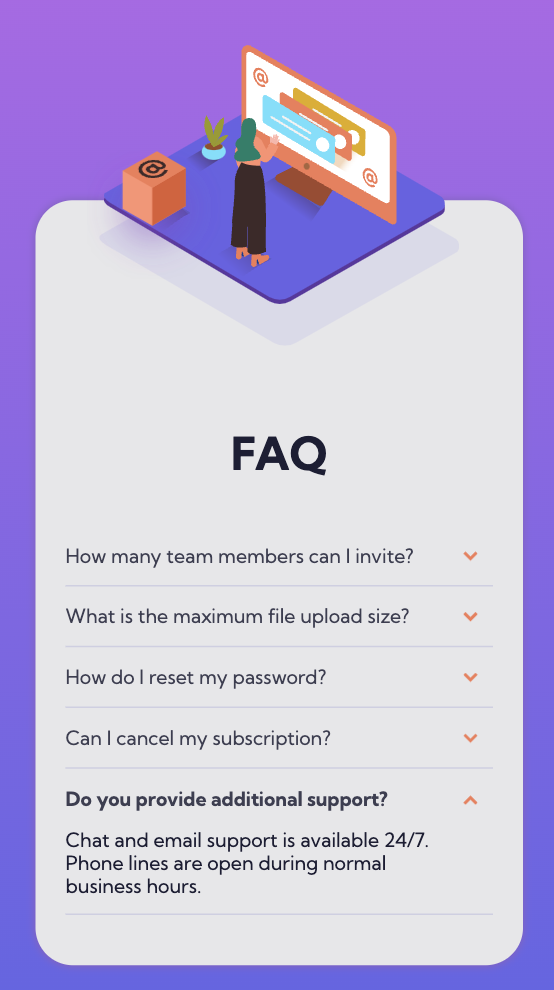 @
@
@
FAQ
How many team members can I invite?
What is the maximum file upload size?
How do I reset my password?
Can I cancel my subscription?
Do you provide additional support?
Chat and email support is available 24/7.
Phone lines are open during normal
business hours.